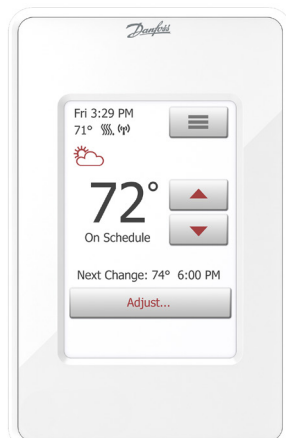 Danfoss
Fri 3:29 PM
71°
72°
On Schedule
Next Change: 74° 6:00 PM
Adjust...